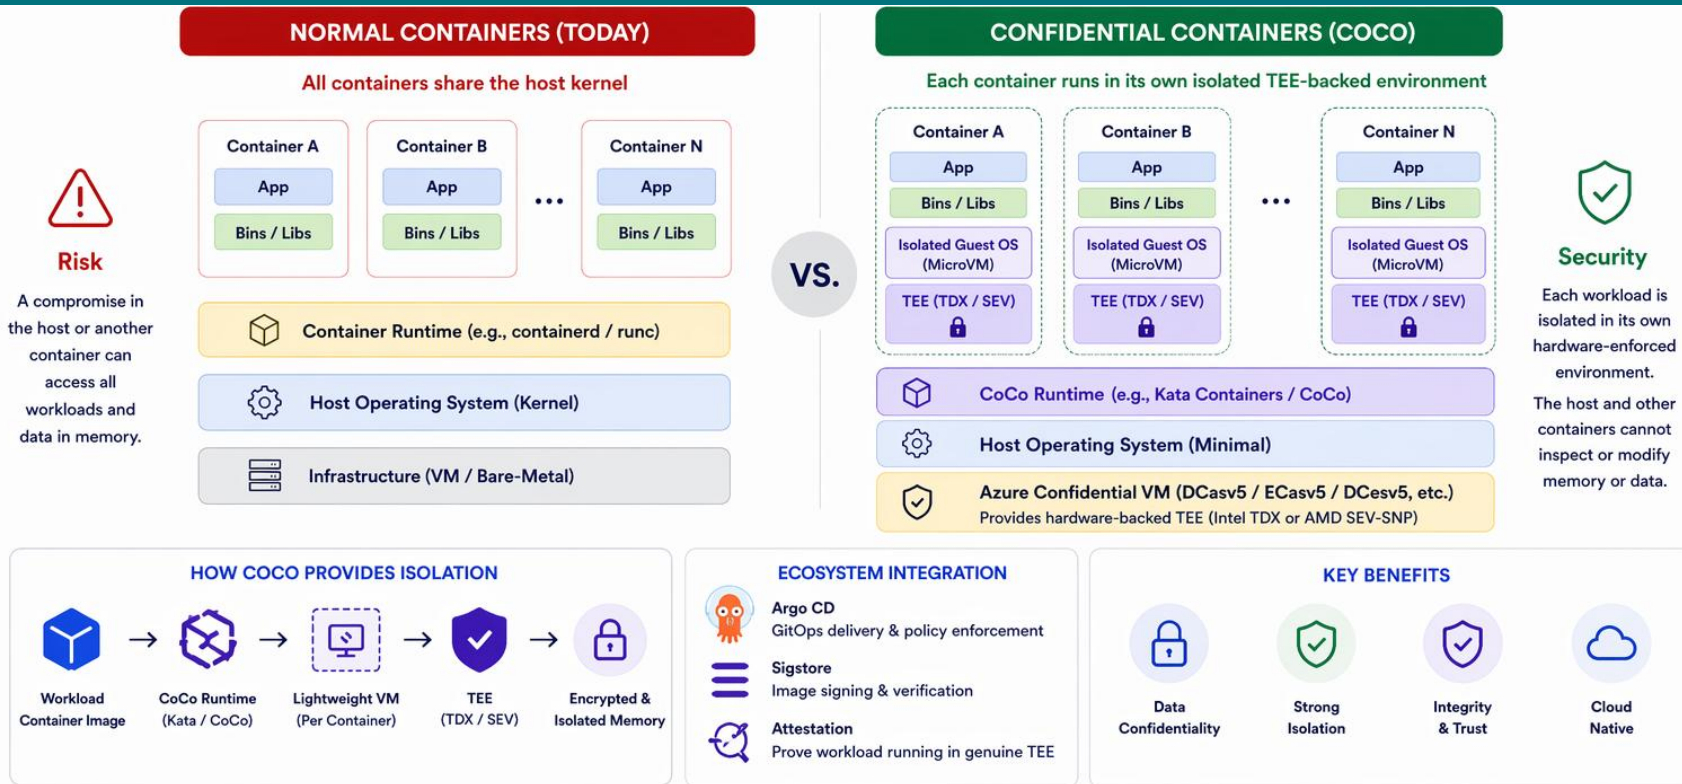 NORMAL CONTAINERS (TODAY)
All containers share the host kernel
Container A
App
Bins / Libs
Container B
App
Bins / Libs
...
Container N
App
Bins / Libs
Risk
A compromise in
the host or another
container can
access all
workloads and
data in memory.
Container Runtime (e.g., containerd / runc)
Host Operating System (Kernel)
Infrastructure (VM / Bare-Metal)
VS.
CONFIDENTIAL CONTAINERS (COCO)
Each container runs in its own isolated TEE-backed environment
Container A
App
Bins / Libs
Isolated Guest OS
(MicroVM)
TEE (TDX / SEV)
Container B
App
Bins / Libs
Isolated Guest OS
(MicroVM)
TEE (TDX / SEV)
...
Container N
App
Bins / Libs
Isolated Guest OS
(MicroVM)
TEE (TDX / SEV)
CoCo Runtime (e.g., Kata Containers / CoCo)
Host Operating System (Minimal)
Azure Confidential VM (DCasv5 / ECasv5 / DCesv5, etc.)
Provides hardware-backed TEE (Intel TDX or AMD SEV-SNP)
Security
Each workload is
isolated in its own
hardware-enforced
environment.
The host and other
containers cannot
inspect or modify
memory or data.
HOW COCO PROVIDES ISOLATION
Workload
Container Image
CoCo Runtime
(Kata / CoCo)
Lightweight VM
(Per Container)
TEE
(TDX / SEV)
Encrypted &
Isolated Memory
ECOSYSTEM INTEGRATION
Argo CD
GitOps delivery & policy enforcement
Sigstore
Image signing & verification
Attestation
Prove workload running in genuine TEE
KEY BENEFITS
Data
Confidentiality
Strong
Isolation
Integrity
& Trust
Cloud
Native